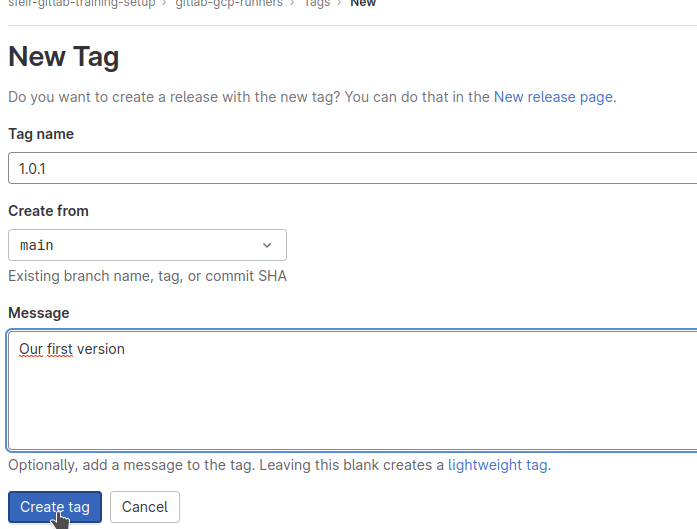 sfeir-gitlab-training-setup › gitlab-gcp-runners › Tags › New
New Tag
Do you want to create a release with the new tag? You can do that in the New release page.
Tag name
1.0.1
Create from
main
Existing branch name, tag, or commit SHA
Message
Our first version
Optionally, add a message to the tag. Leaving this blank creates a lightweight tag.
Create tag Cancel